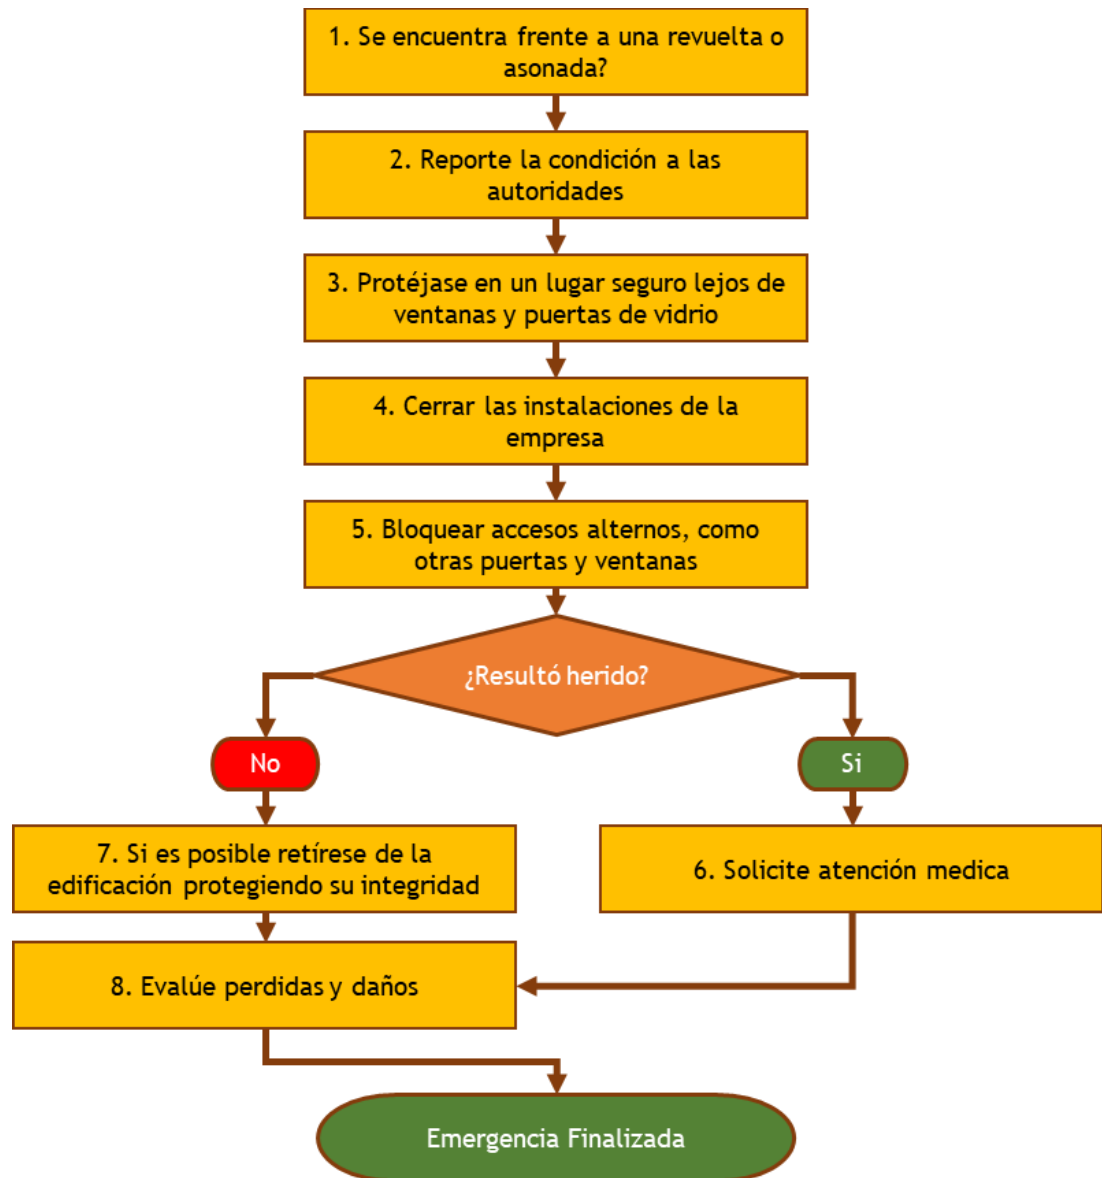 1. Se encuentra frente a una revuelta o
asonada?
2. Reporte la condición a las
autoridades
3. Protéjase en un lugar seguro lejos de
ventanas y puertas de vidrio
4. Cerrar las instalaciones de la
empresa
5. Bloquear accesos alternos, como
otras puertas y ventanas
¿Resultó herido?
No
Si
7. Si es posible retírese de la
edificación protegiendo su integridad
6. Solicite atención medica
8. Evalúe perdidas y daños
Emergencia Finalizada